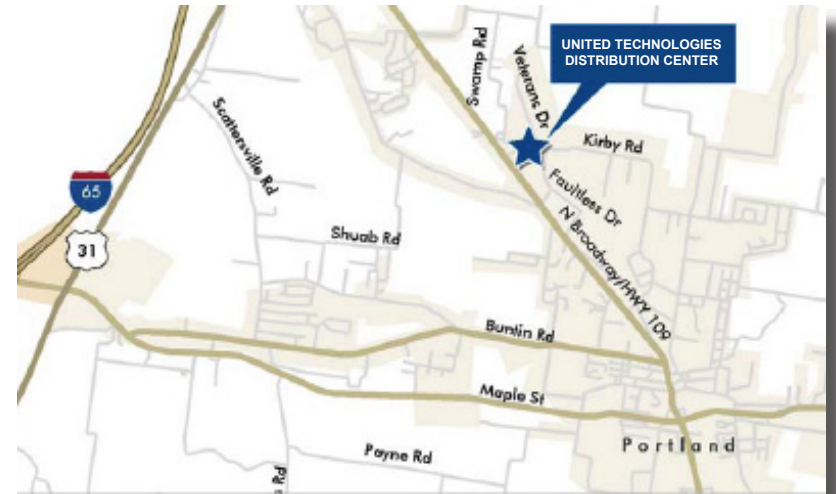 UNITED TECHNOLOGIES
DISTRIBUTION CENTER
Swamp Rd
Veterans Dr
Kirby Rd
Scattersville Rd
Faultless Dr
65
31
Shuab Rd
N Broadway/HWY 109
Buntin Rd
Maple St
Portland
Payne Rd
Rd